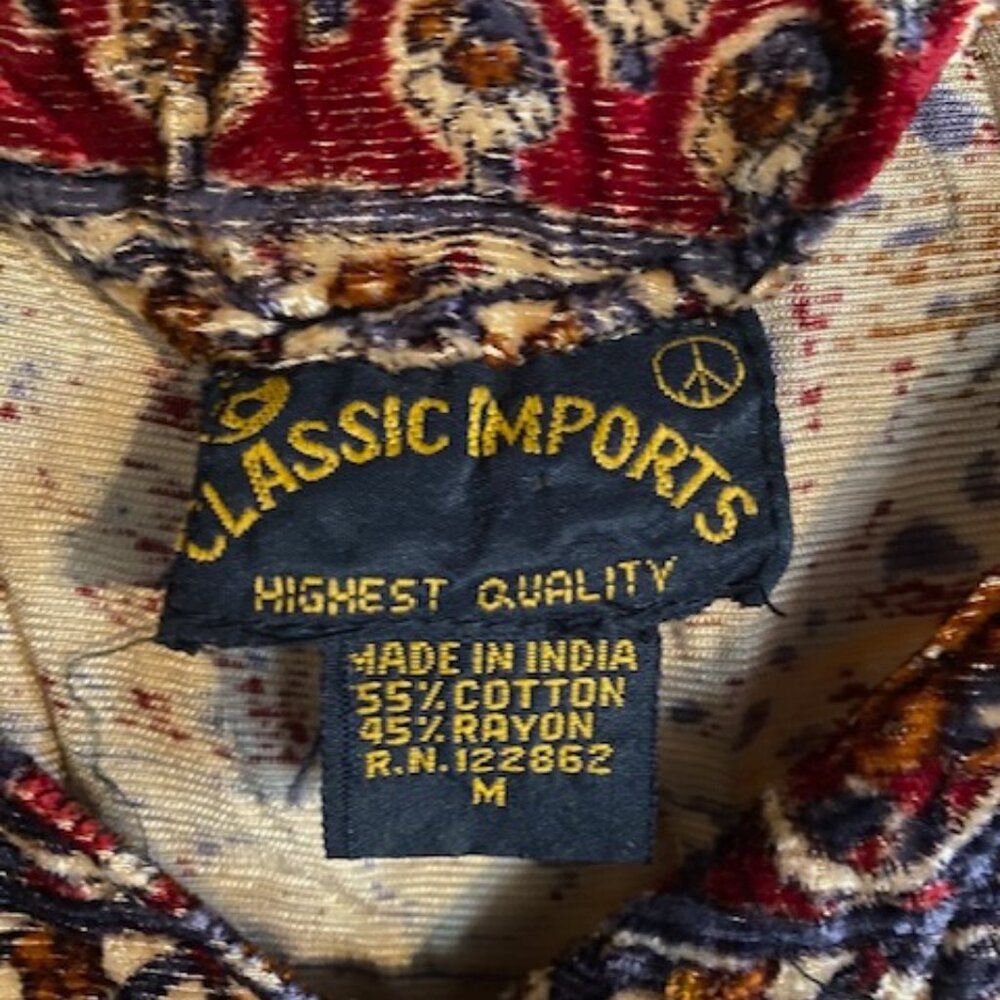 CLASSIC IMPORTS
HIGHEST QUALITY
MADE IN INDIA
55% COTTON
45% RAYON
R.N.122862
M